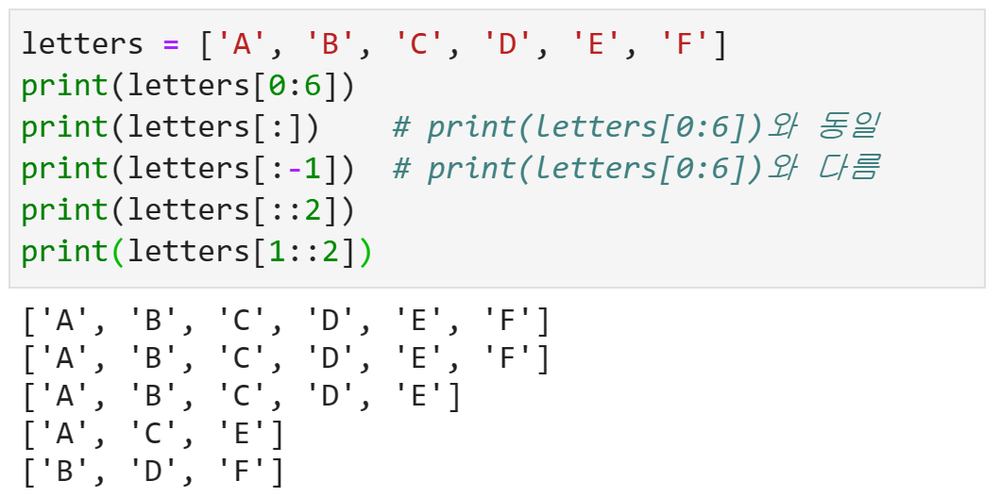 letters = ['A', 'B', 'C', 'D', 'E', 'F']
print(letters[0:6])
print(letters[:])    # print(letters[0:6])와 동일
print(letters[:-1])  # print(letters[0:6])와 다름
print(letters[::2])
print(letters[1::2])
['A', 'B', 'C', 'D', 'E', 'F']
['A', 'B', 'C', 'D', 'E', 'F']
['A', 'B', 'C', 'D', 'E']
['A', 'C', 'E']
['B', 'D', 'F']